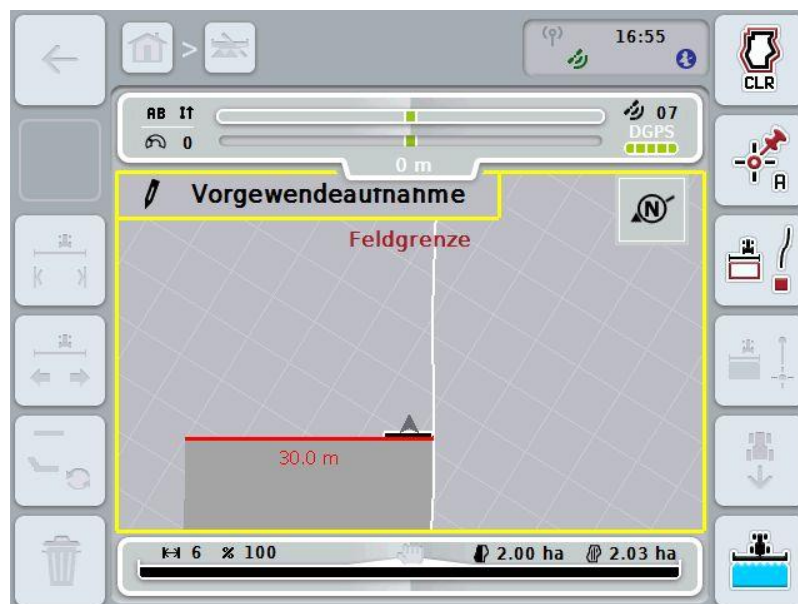 16:55
CLR
AB
07
0
DGPS
0 m
A
Vorgewendeaufnahme
N
Feldgrenze
30.0 m
6 % 100 2.00 ha 2.03 ha